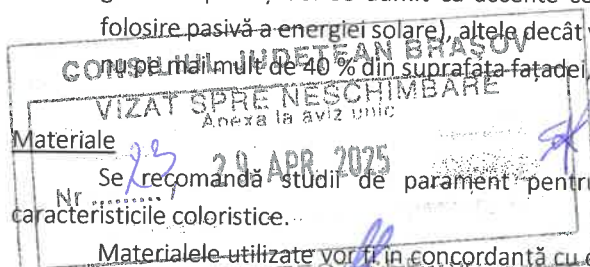 folosire pasivă a energiei solare), altele decât
CONSILIUL JUDEȚEAN BRAȘOV
nu pe mai mult de 40 % din suprafața fațadei,
VIZAT SPRE NESCHIMBARE
Anexa la aviz unic
Materiale
Nr 23, 29 APR. 2025
Se recomandă studii de parament pentru
caracteristicile coloristice.
Materialele utilizate vor fi în concordanță cu